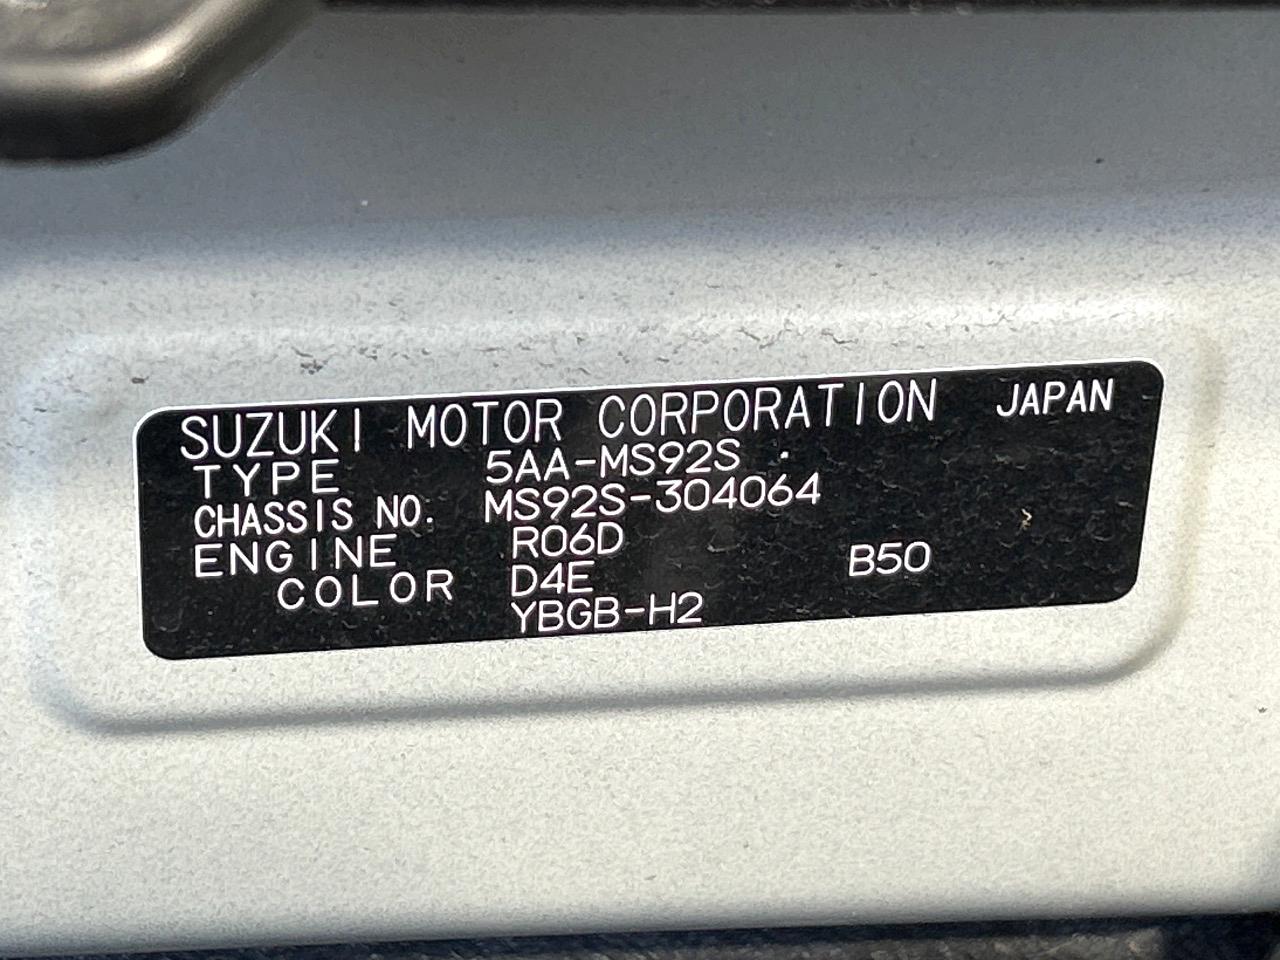 SUZUKI MOTOR CORPORATION JAPAN
TYPE 5AA-MS92S
CHASSIS NO. MS92S-304064
ENGINE R06D
COLOR D4E B50
YBGB-H2